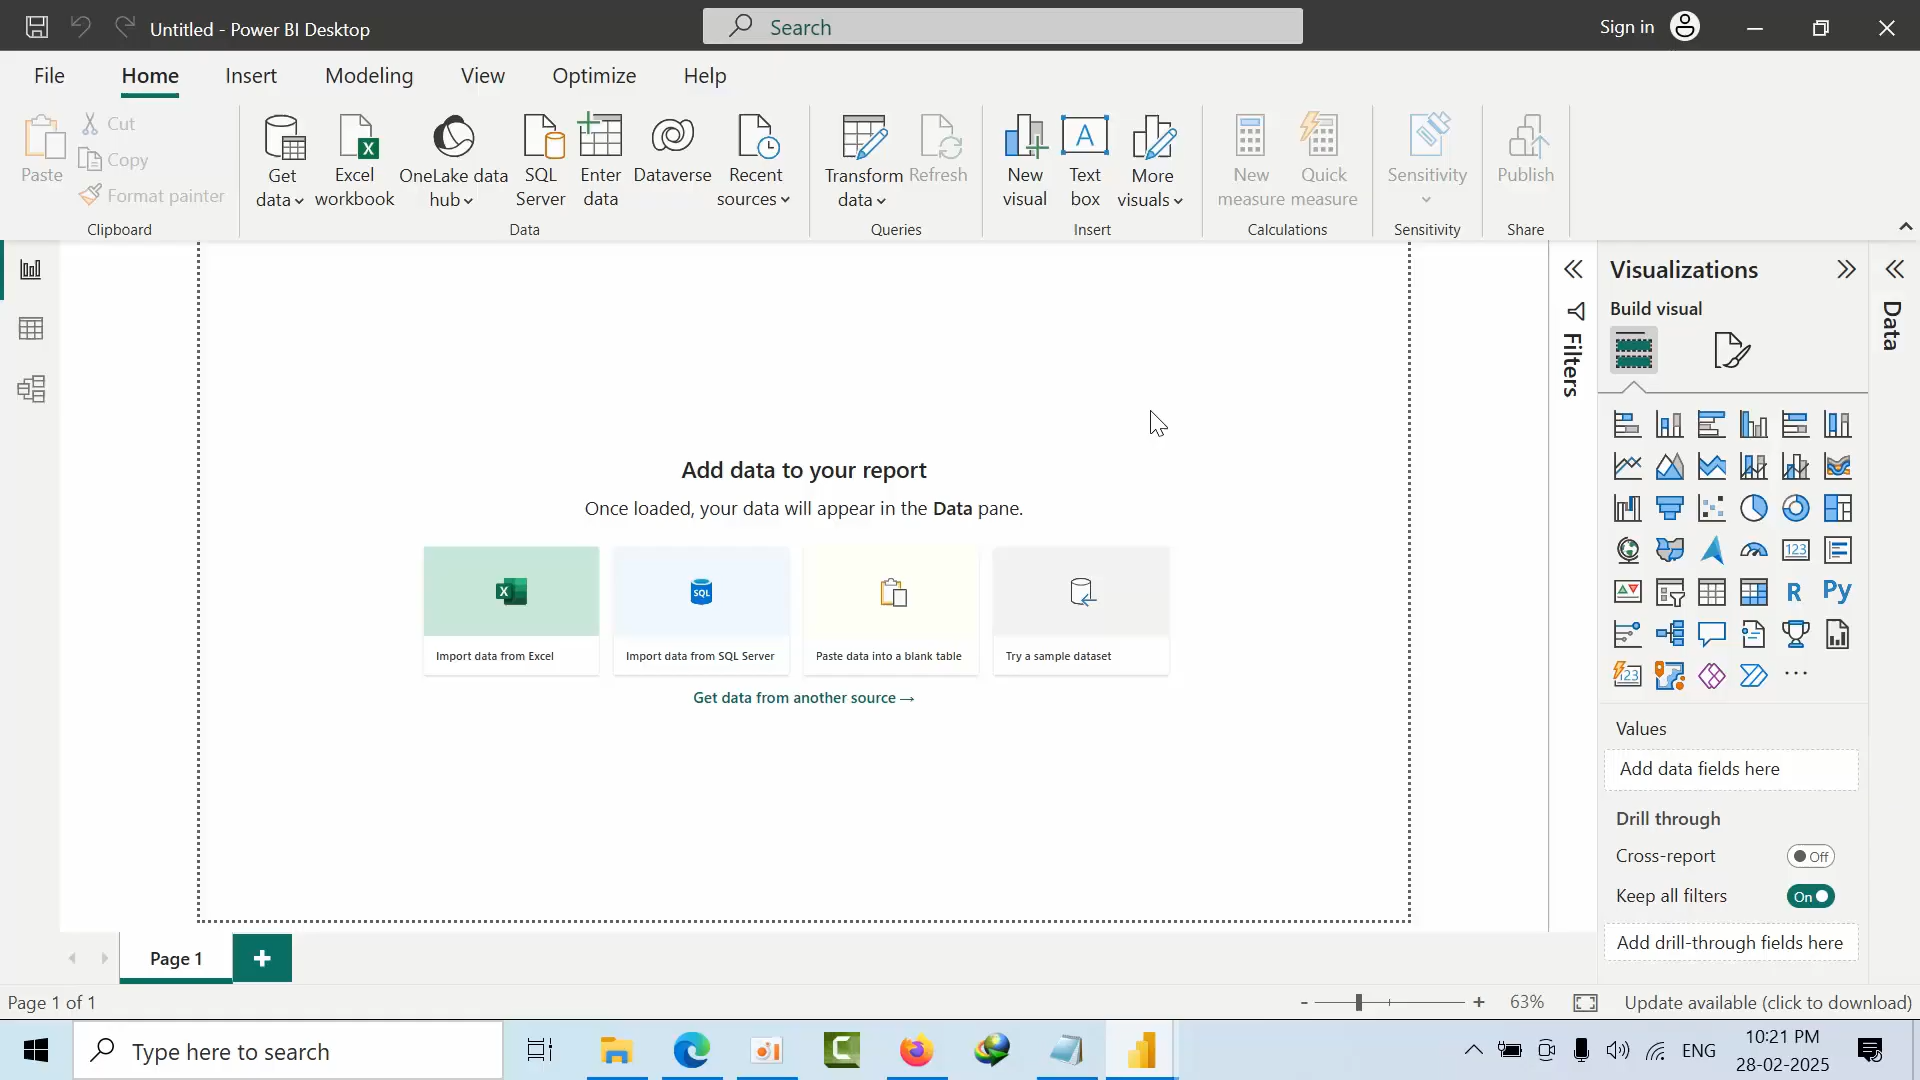 Untitled - Power BI Desktop
Search
Sign in
File
Home
Insert
Modeling
View
Optimize
Help
Paste
Cut
Copy
Format painter
Clipboard
Get
data
Excel
workbook
OneLake data
hub
SQL
Server
Enter
data
Dataverse
Recent
sources
Data
Transform
data
Refresh
Queries
New
visual
Text
box
More
visuals
Insert
New
measure
Quick
measure
Calculations
Sensitivity
Sensitivity
Publish
Share
Add data to your report
Once loaded, your data will appear in the Data pane.
SQL
Import data from Excel
Import data from SQL Server
Paste data into a blank table
Try a sample dataset
Get data from another source →
Filters
Visualizations
Build visual
123
R
Py
123
...
Values
Add data fields here
Drill through
Cross-report
Off
Keep all filters
On
Add drill-through fields here
Data
Page 1
Page 1 of 1
- + 63%
Update available (click to download)
Type here to search
ENG
10:21 PM
28-02-2025